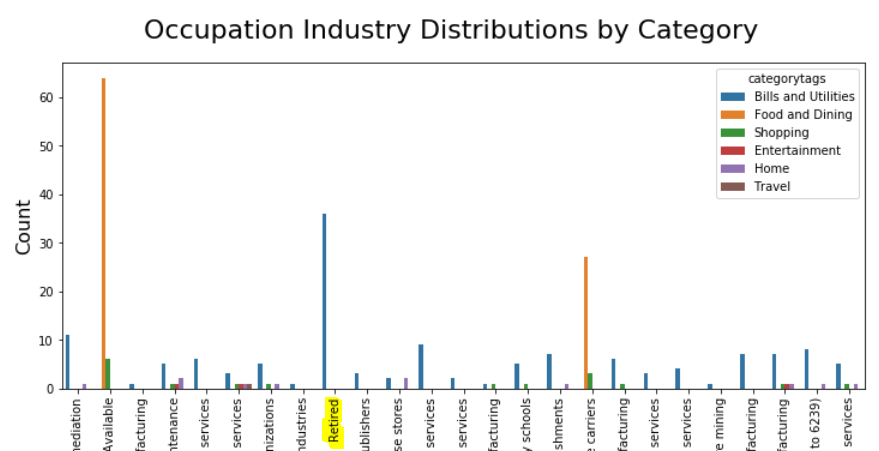 Occupation Industry Distributions by Category
categorytags
Bills and Utilities
Food and Dining
Shopping
Entertainment
Home
Travel
Count
60
50
40
30
20
10
0
nediation
Available
facturing
ntenance
services
services
nizations
ndustries
Retired
ublishers
se stores
services
services
facturing
y schools
shments
e carriers
facturing
services
services
e mining
facturing
facturing
to 6239)
services